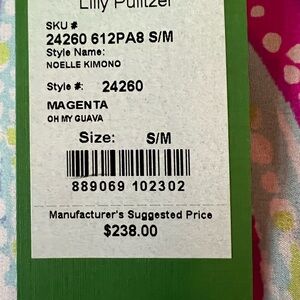 Lilly Pulitzer
SKU #
24260 612PA8 S/M
Style Name:
NOELLE KIMONO
Style #: 24260
MAGENTA
OH MY GUAVA
Size: S/M
889069 102302
Manufacturer's Suggested Price
$238.00